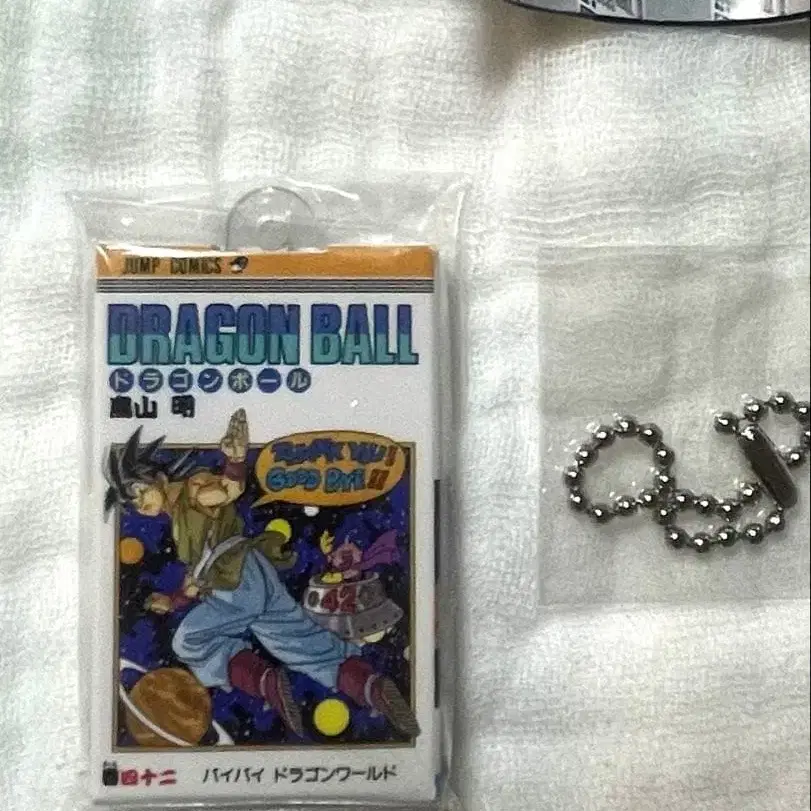 JUMP COMICS
DRAGON BALL
ドラゴンボール
鳥山 明
THANK YOU!
GOOD BYE!!
42
四十二 バイバイ ドラゴンワールド